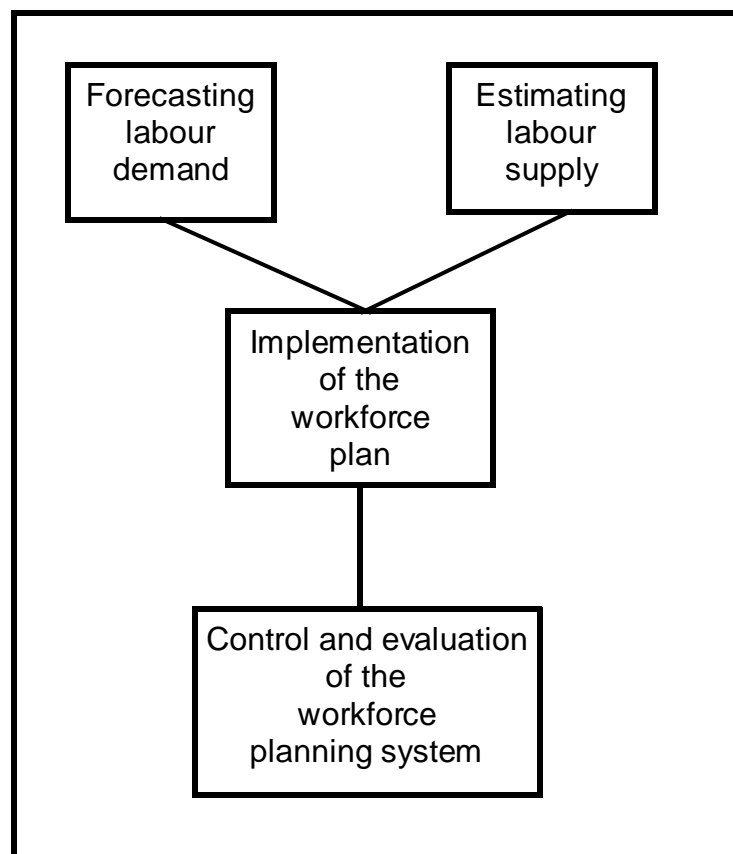 Forecasting
labour
demand
Estimating
labour
supply
Implementation
of the
workforce
plan
Control and evaluation
of the
workforce
planning system